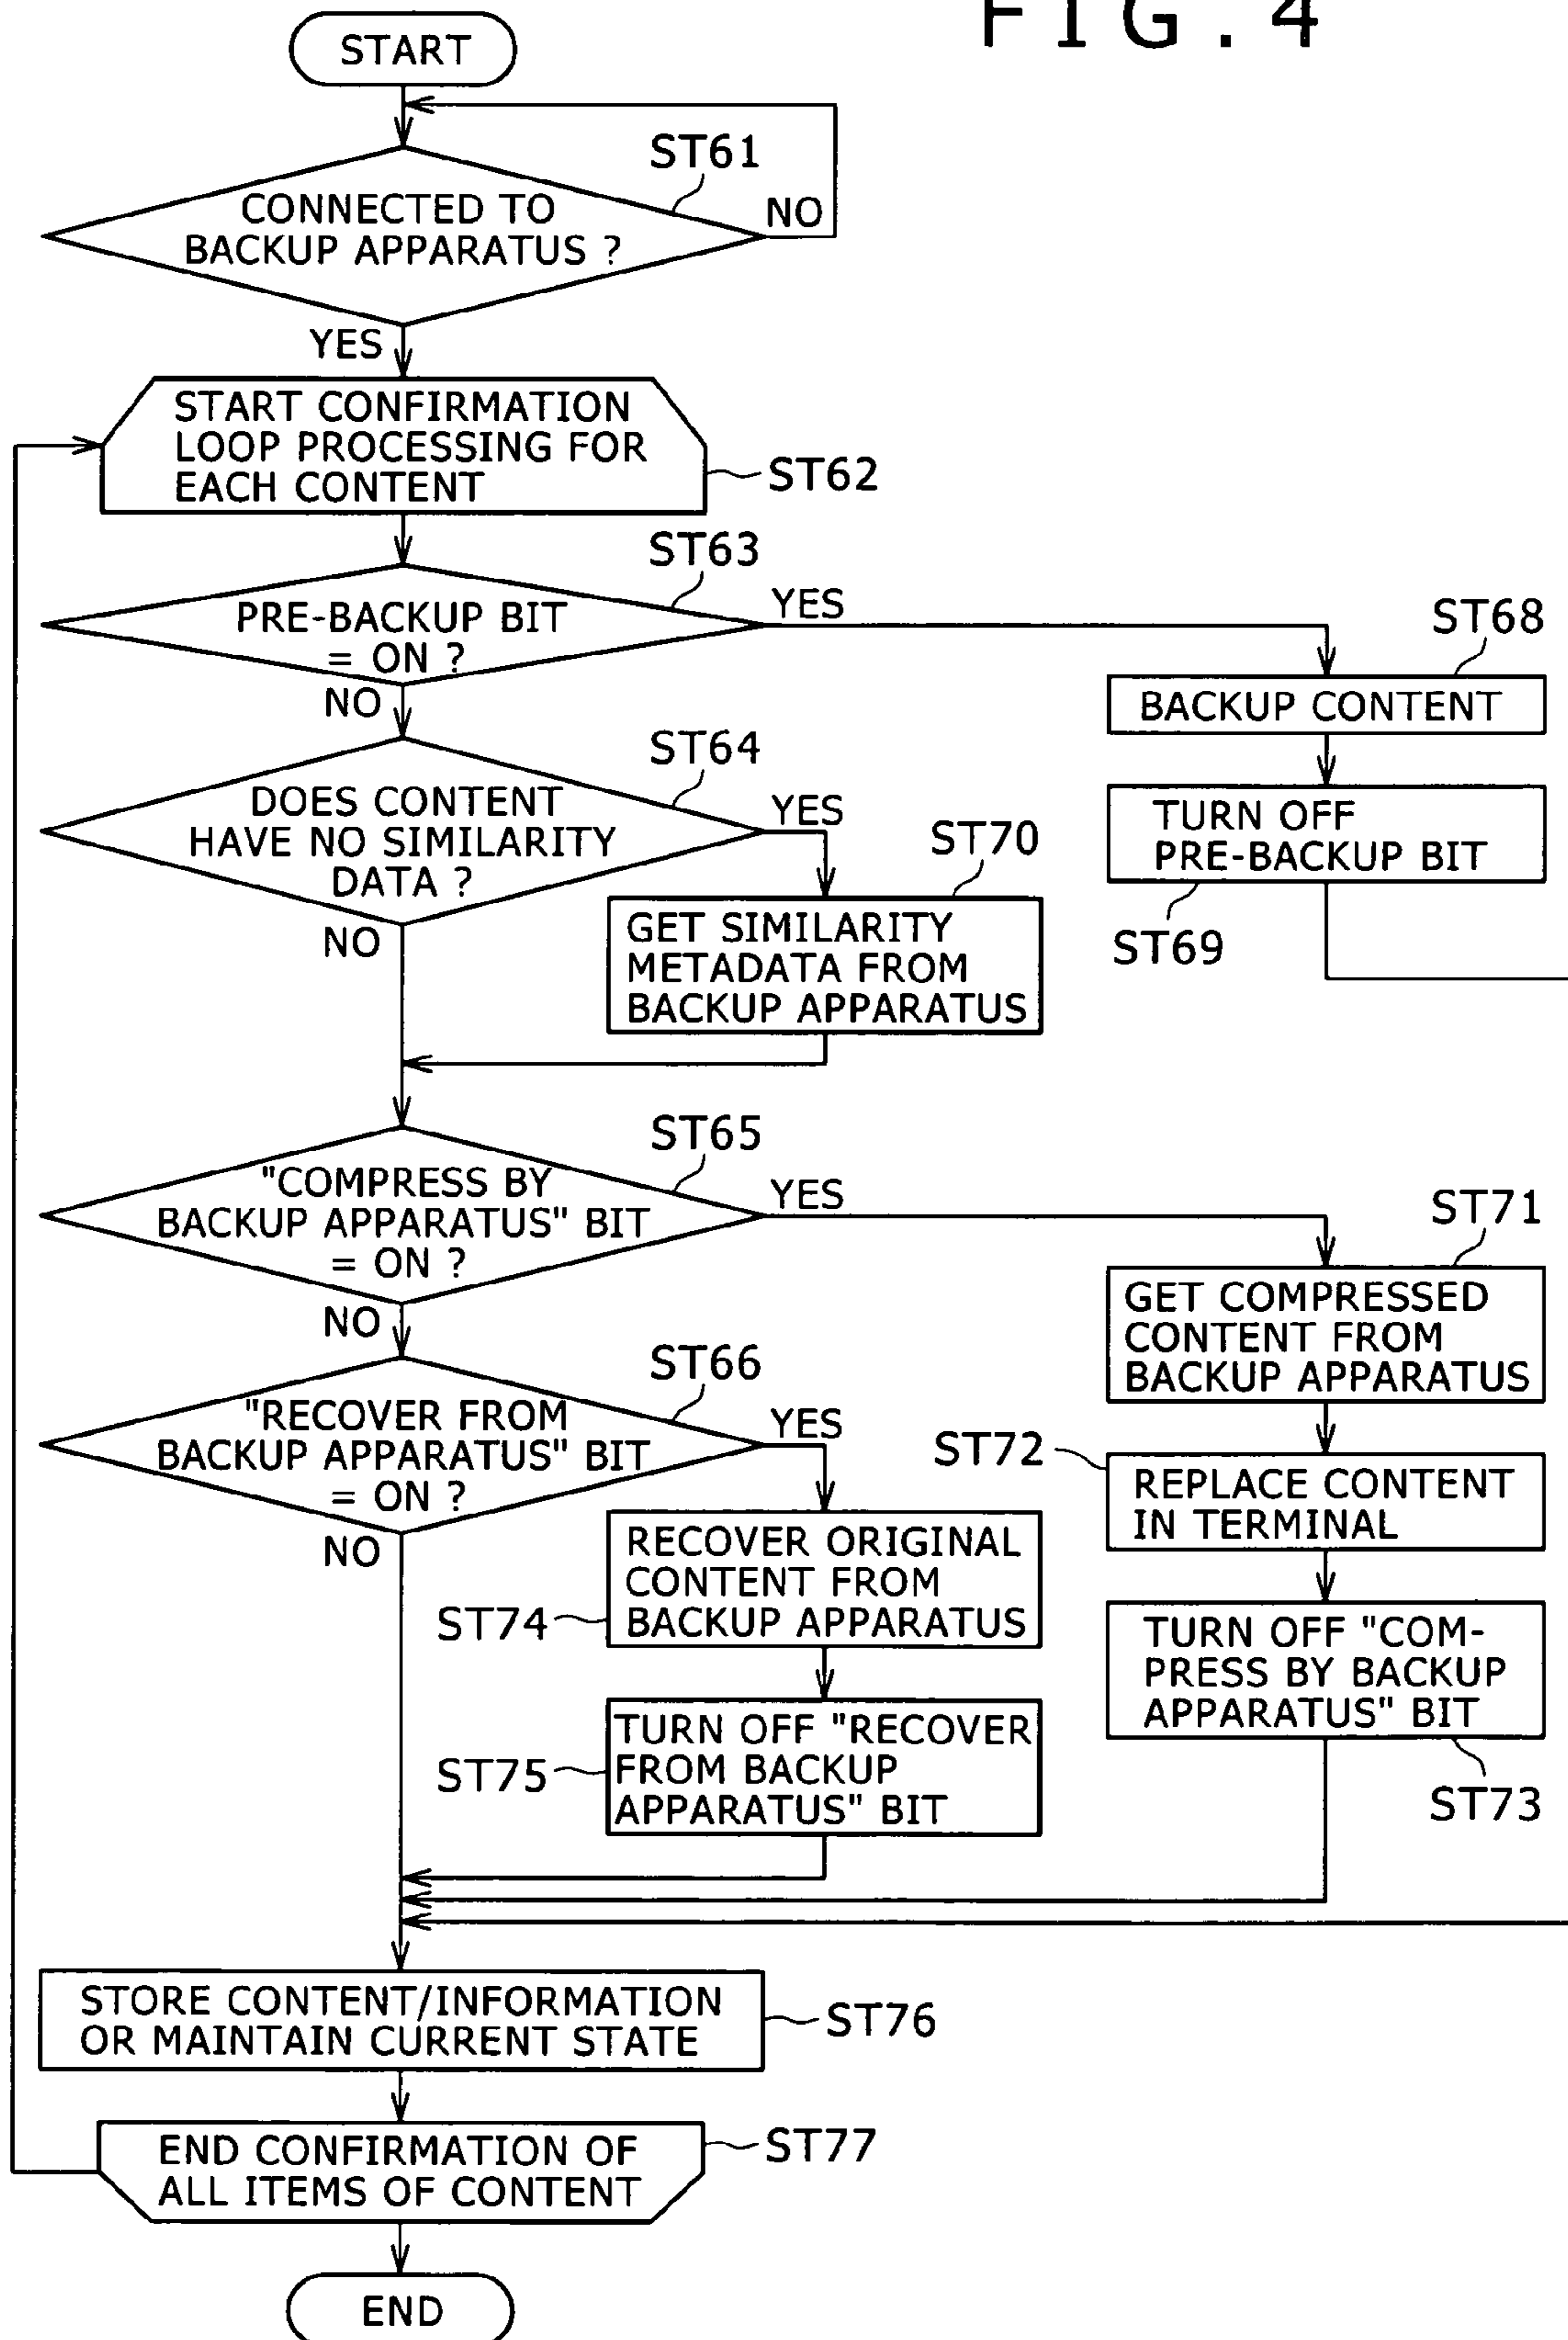 FIG. 4
START
ST61
CONNECTED TO
BACKUP APPARATUS ?
NO
YES
START CONFIRMATION
LOOP PROCESSING FOR
EACH CONTENT
ST62
ST63
PRE-BACKUP BIT
= ON ?
YES
NO
ST68
BACKUP CONTENT
TURN OFF
PRE-BACKUP BIT
ST69
ST64
DOES CONTENT
HAVE NO SIMILARITY
DATA ?
YES
NO
ST70
GET SIMILARITY
METADATA FROM
BACKUP APPARATUS
ST65
"COMPRESS BY
BACKUP APPARATUS" BIT
= ON ?
YES
NO
ST71
GET COMPRESSED
CONTENT FROM
BACKUP APPARATUS
ST72
REPLACE CONTENT
IN TERMINAL
TURN OFF "COM-
PRESS BY BACKUP
APPARATUS" BIT
ST73
ST66
"RECOVER FROM
BACKUP APPARATUS" BIT
= ON ?
YES
NO
RECOVER ORIGINAL
CONTENT FROM
BACKUP APPARATUS
ST74
TURN OFF "RECOVER
FROM BACKUP
APPARATUS" BIT
ST75
STORE CONTENT/INFORMATION
OR MAINTAIN CURRENT STATE
ST76
END CONFIRMATION OF
ALL ITEMS OF CONTENT
ST77
END